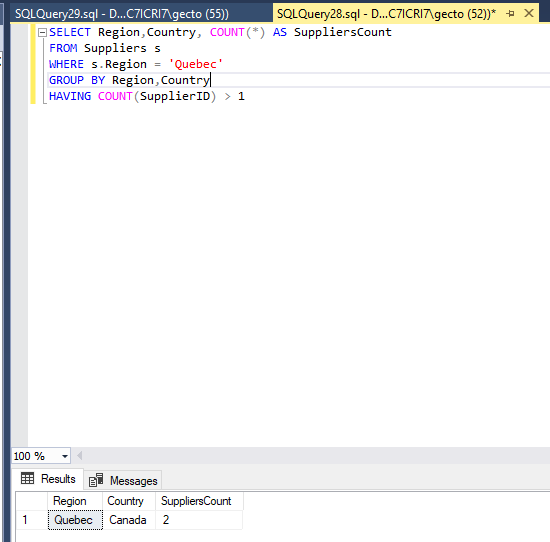 SQLQuery29.sql - D...C7ICRI7\gecto (55))
SQLQuery28.sql - D...C7ICRI7\gecto (52))*
SELECT Region,Country, COUNT(*) AS SuppliersCount
FROM Suppliers s
WHERE s.Region = 'Quebec'
GROUP BY Region,Country
HAVING COUNT(SupplierID) > 1
100 %
Results Messages
Region Country SuppliersCount
1 Quebec Canada 2